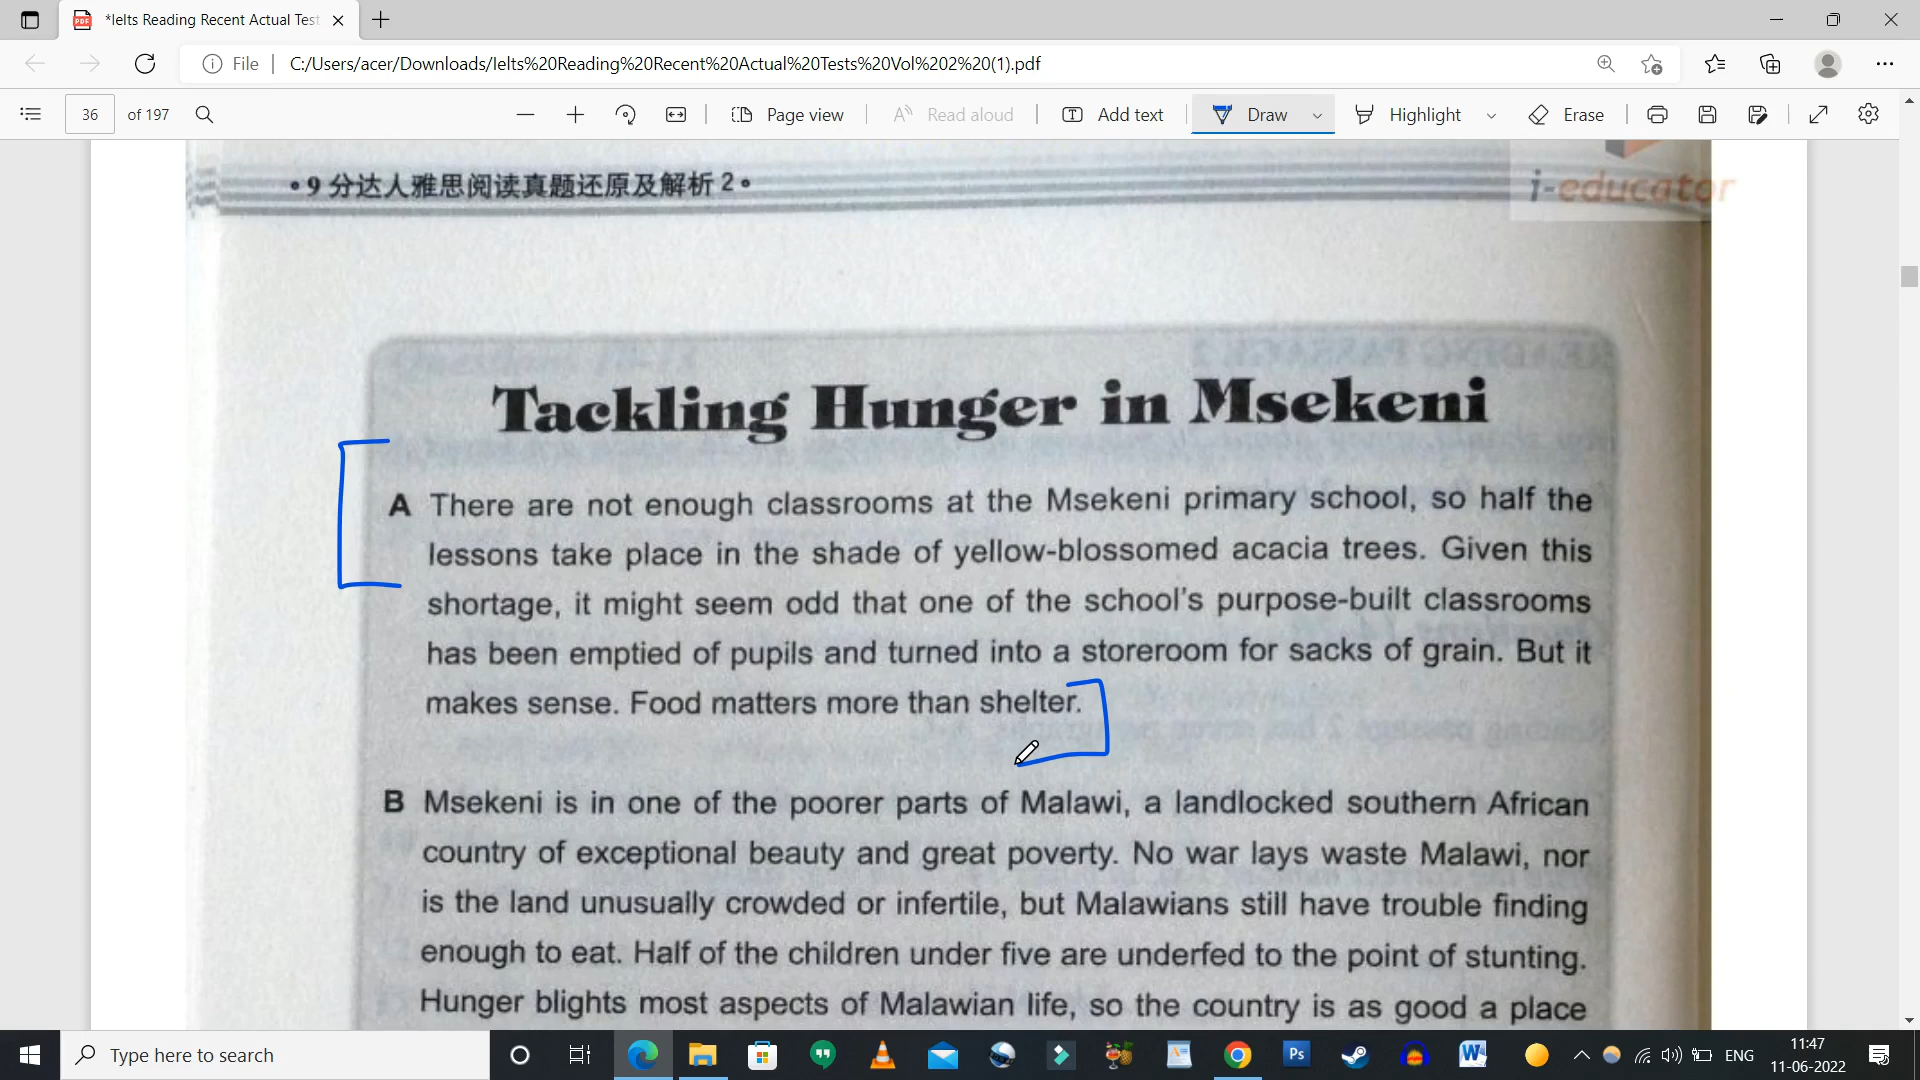 *Ielts Reading Recent Actual Test
File
C:/Users/acer/Downloads/Ielts%20Reading%20Recent%20Actual%20Tests%20Vol%202%20(1).pdf
36 of 197
Page view
Read aloud
Add text
Draw
Highlight
Erase
•9分达人雅思阅读真题还原及解析2•
i-educator
Tackling Hunger in Msekeni
A There are not enough classrooms at the Msekeni primary school, so half the
lessons take place in the shade of yellow-blossomed acacia trees. Given this
shortage, it might seem odd that one of the school's purpose-built classrooms
has been emptied of pupils and turned into a storeroom for sacks of grain. But it
makes sense. Food matters more than shelter.
B Msekeni is in one of the poorer parts of Malawi, a landlocked southern African
country of exceptional beauty and great poverty. No war lays waste Malawi, nor
is the land unusually crowded or infertile, but Malawians still have trouble finding
enough to eat. Half of the children under five are underfed to the point of stunting.
Hunger blights most aspects of Malawian life, so the country is as good a place
Type here to search
ENG
11:47
11-06-2022